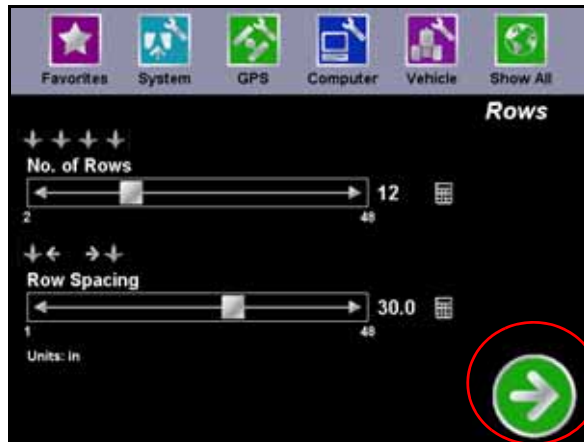 Favorites System GPS Computer Vehicle Show All
Rows
No. of Rows
12
2 48
Row Spacing
30.0
1 48
Units: in